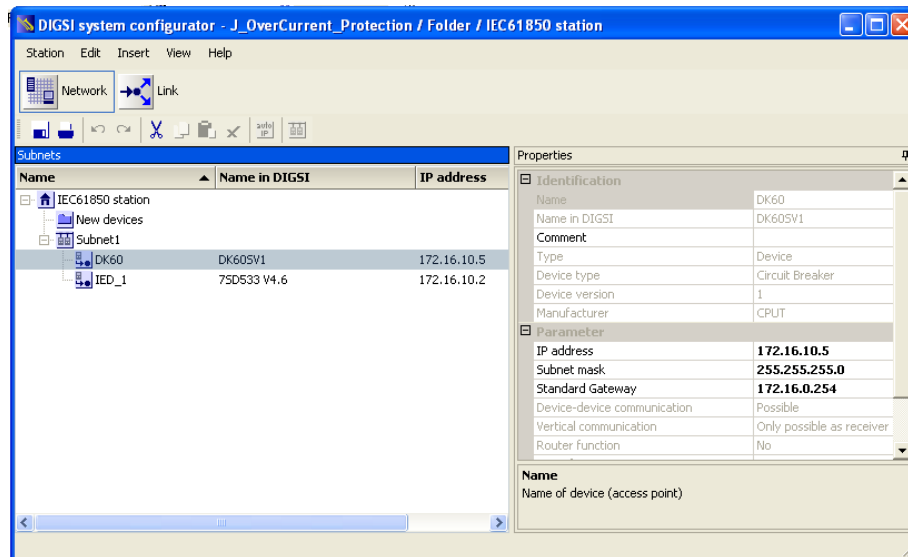 DIGSI system configurator - J_OverCurrent_Protection / Folder / IEC61850 station
Station Edit Insert View Help
Network Link
auto IP
Subnets
Name Name in DIGSI IP address
IEC61850 station
New devices
Subnet1
DK60 DK60SV1 172.16.10.5
IED_1 7SD533 V4.6 172.16.10.2
Properties
Identification
Name DK60
Name in DIGSI DK60SV1
Comment
Type Device
Device type Circuit Breaker
Device version 1
Manufacturer CPUT
Parameter
IP address 172.16.10.5
Subnet mask 255.255.255.0
Standard Gateway 172.16.0.254
Device-device communication Possible
Vertical communication Only possible as receiver
Router function No
Name
Name of device (access point)